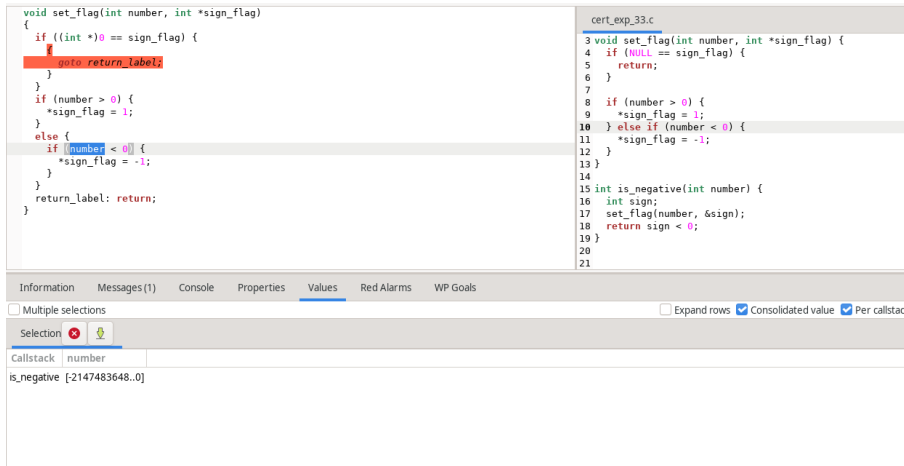 void set_flag(int number, int *sign_flag)
{
  if ((int *)0 == sign_flag) {
    {
      goto return_label;
    }
  }
  if (number > 0) {
    *sign_flag = 1;
  }
  else {
    if (number < 0) {
      *sign_flag = -1;
    }
  }
  return_label: return;
}
cert_exp_33.c
3 void set_flag(int number, int *sign_flag) {
4   if (NULL == sign_flag) {
5     return;
6   }
7
8   if (number > 0) {
9     *sign_flag = 1;
10   } else if (number < 0) {
11     *sign_flag = -1;
12   }
13 }
14
15 int is_negative(int number) {
16   int sign;
17   set_flag(number, &sign);
18   return sign < 0;
19 }
20
21
Information Messages (1) Console Properties Values Red Alarms WP Goals
Multiple selections Expand rows Consolidated value Per callstac
Selection
Callstack number
is_negative [-2147483648..0]